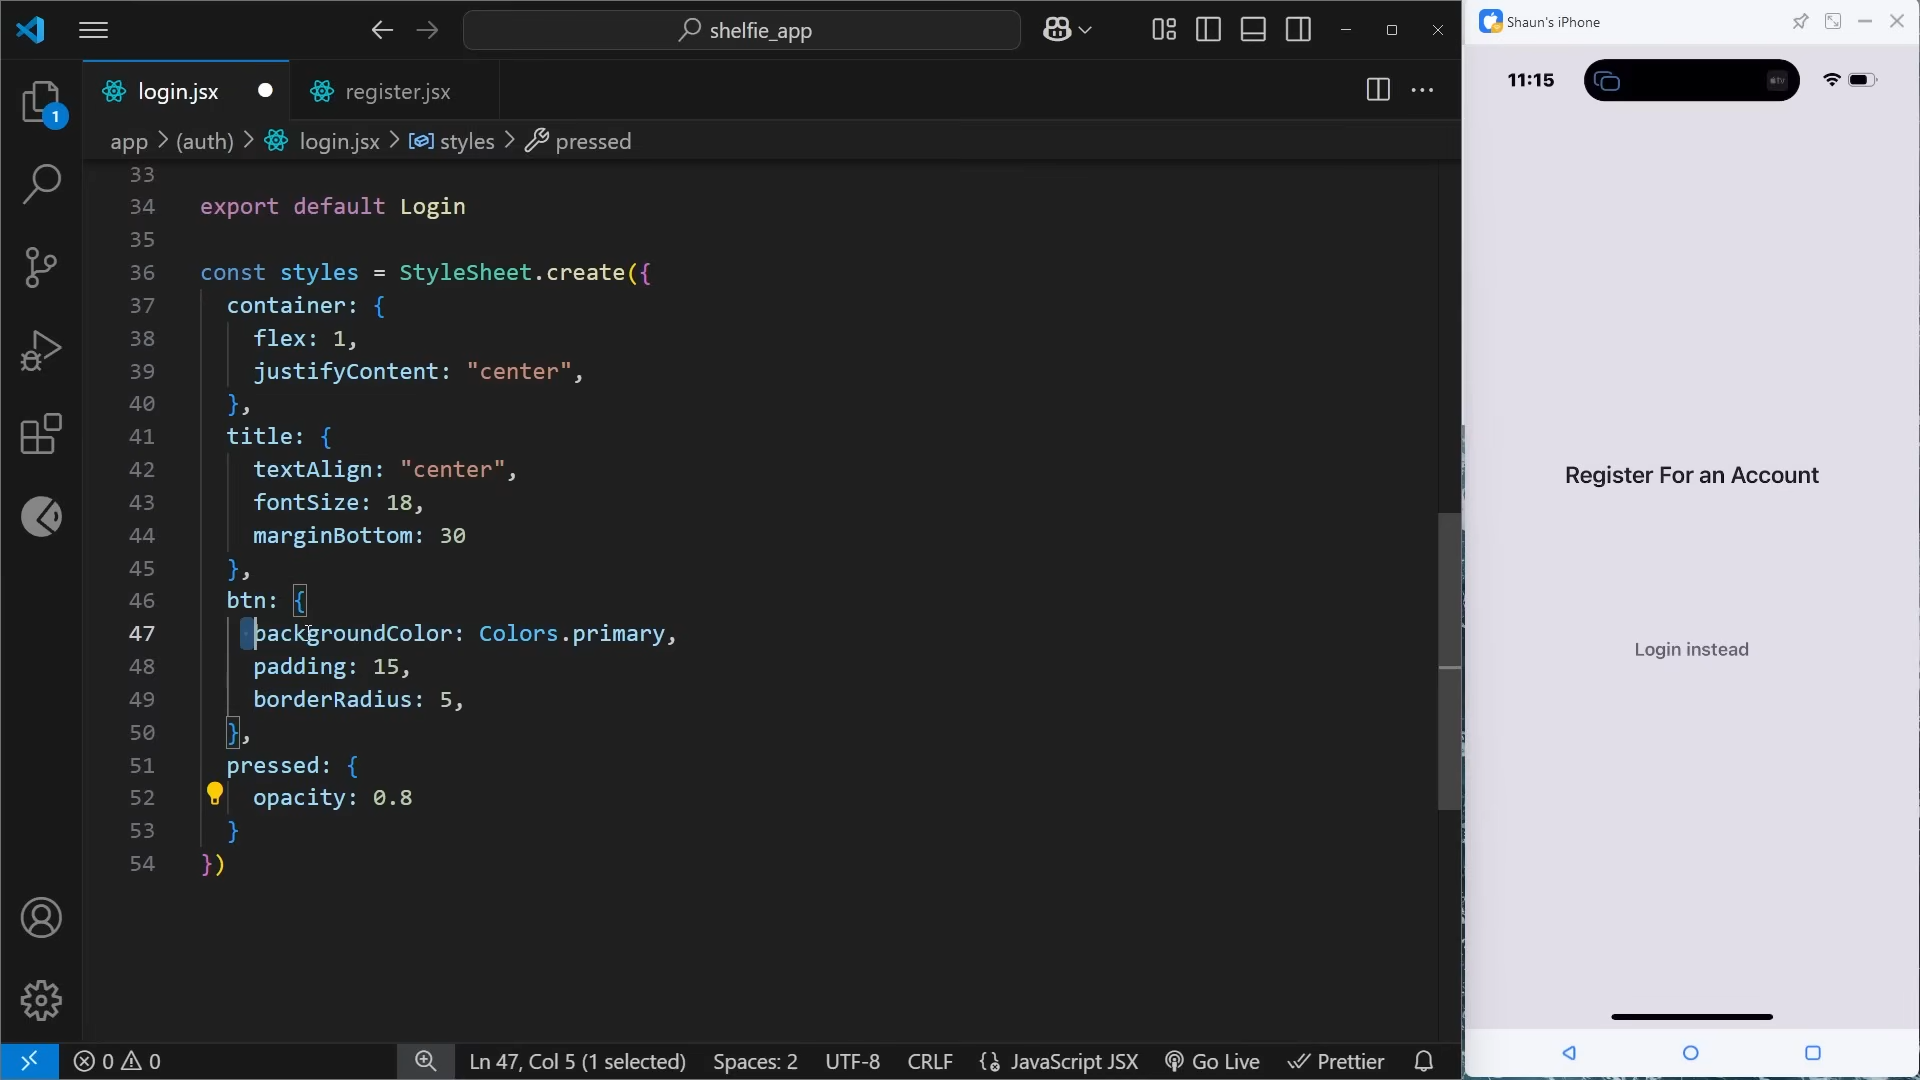 shelfie_app
login.jsx
register.jsx
app > (auth) > login.jsx > styles > pressed
1
33
34 export default Login
35
36 const styles = StyleSheet.create({
37 container: {
38 flex: 1,
39 justifyContent: "center",
40 },
41 title: {
42 textAlign: "center",
43 fontSize: 18,
44 marginBottom: 30
45 },
46 btn: {
47 backgroundColor: Colors.primary,
48 padding: 15,
49 borderRadius: 5,
50 },
51 pressed: {
52 opacity: 0.8
53 }
54 })
0 0
Ln 47, Col 5 (1 selected)
Spaces: 2
UTF-8
CRLF
{} JavaScript JSX
Go Live
Prettier
Shaun's iPhone
11:15
Register For an Account
Login instead